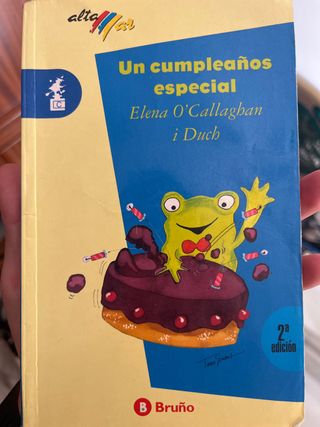 alta Mar
Un cumpleaños
especial
Elena O'Callaghan
i Duch
2ª
edición
B Bruño